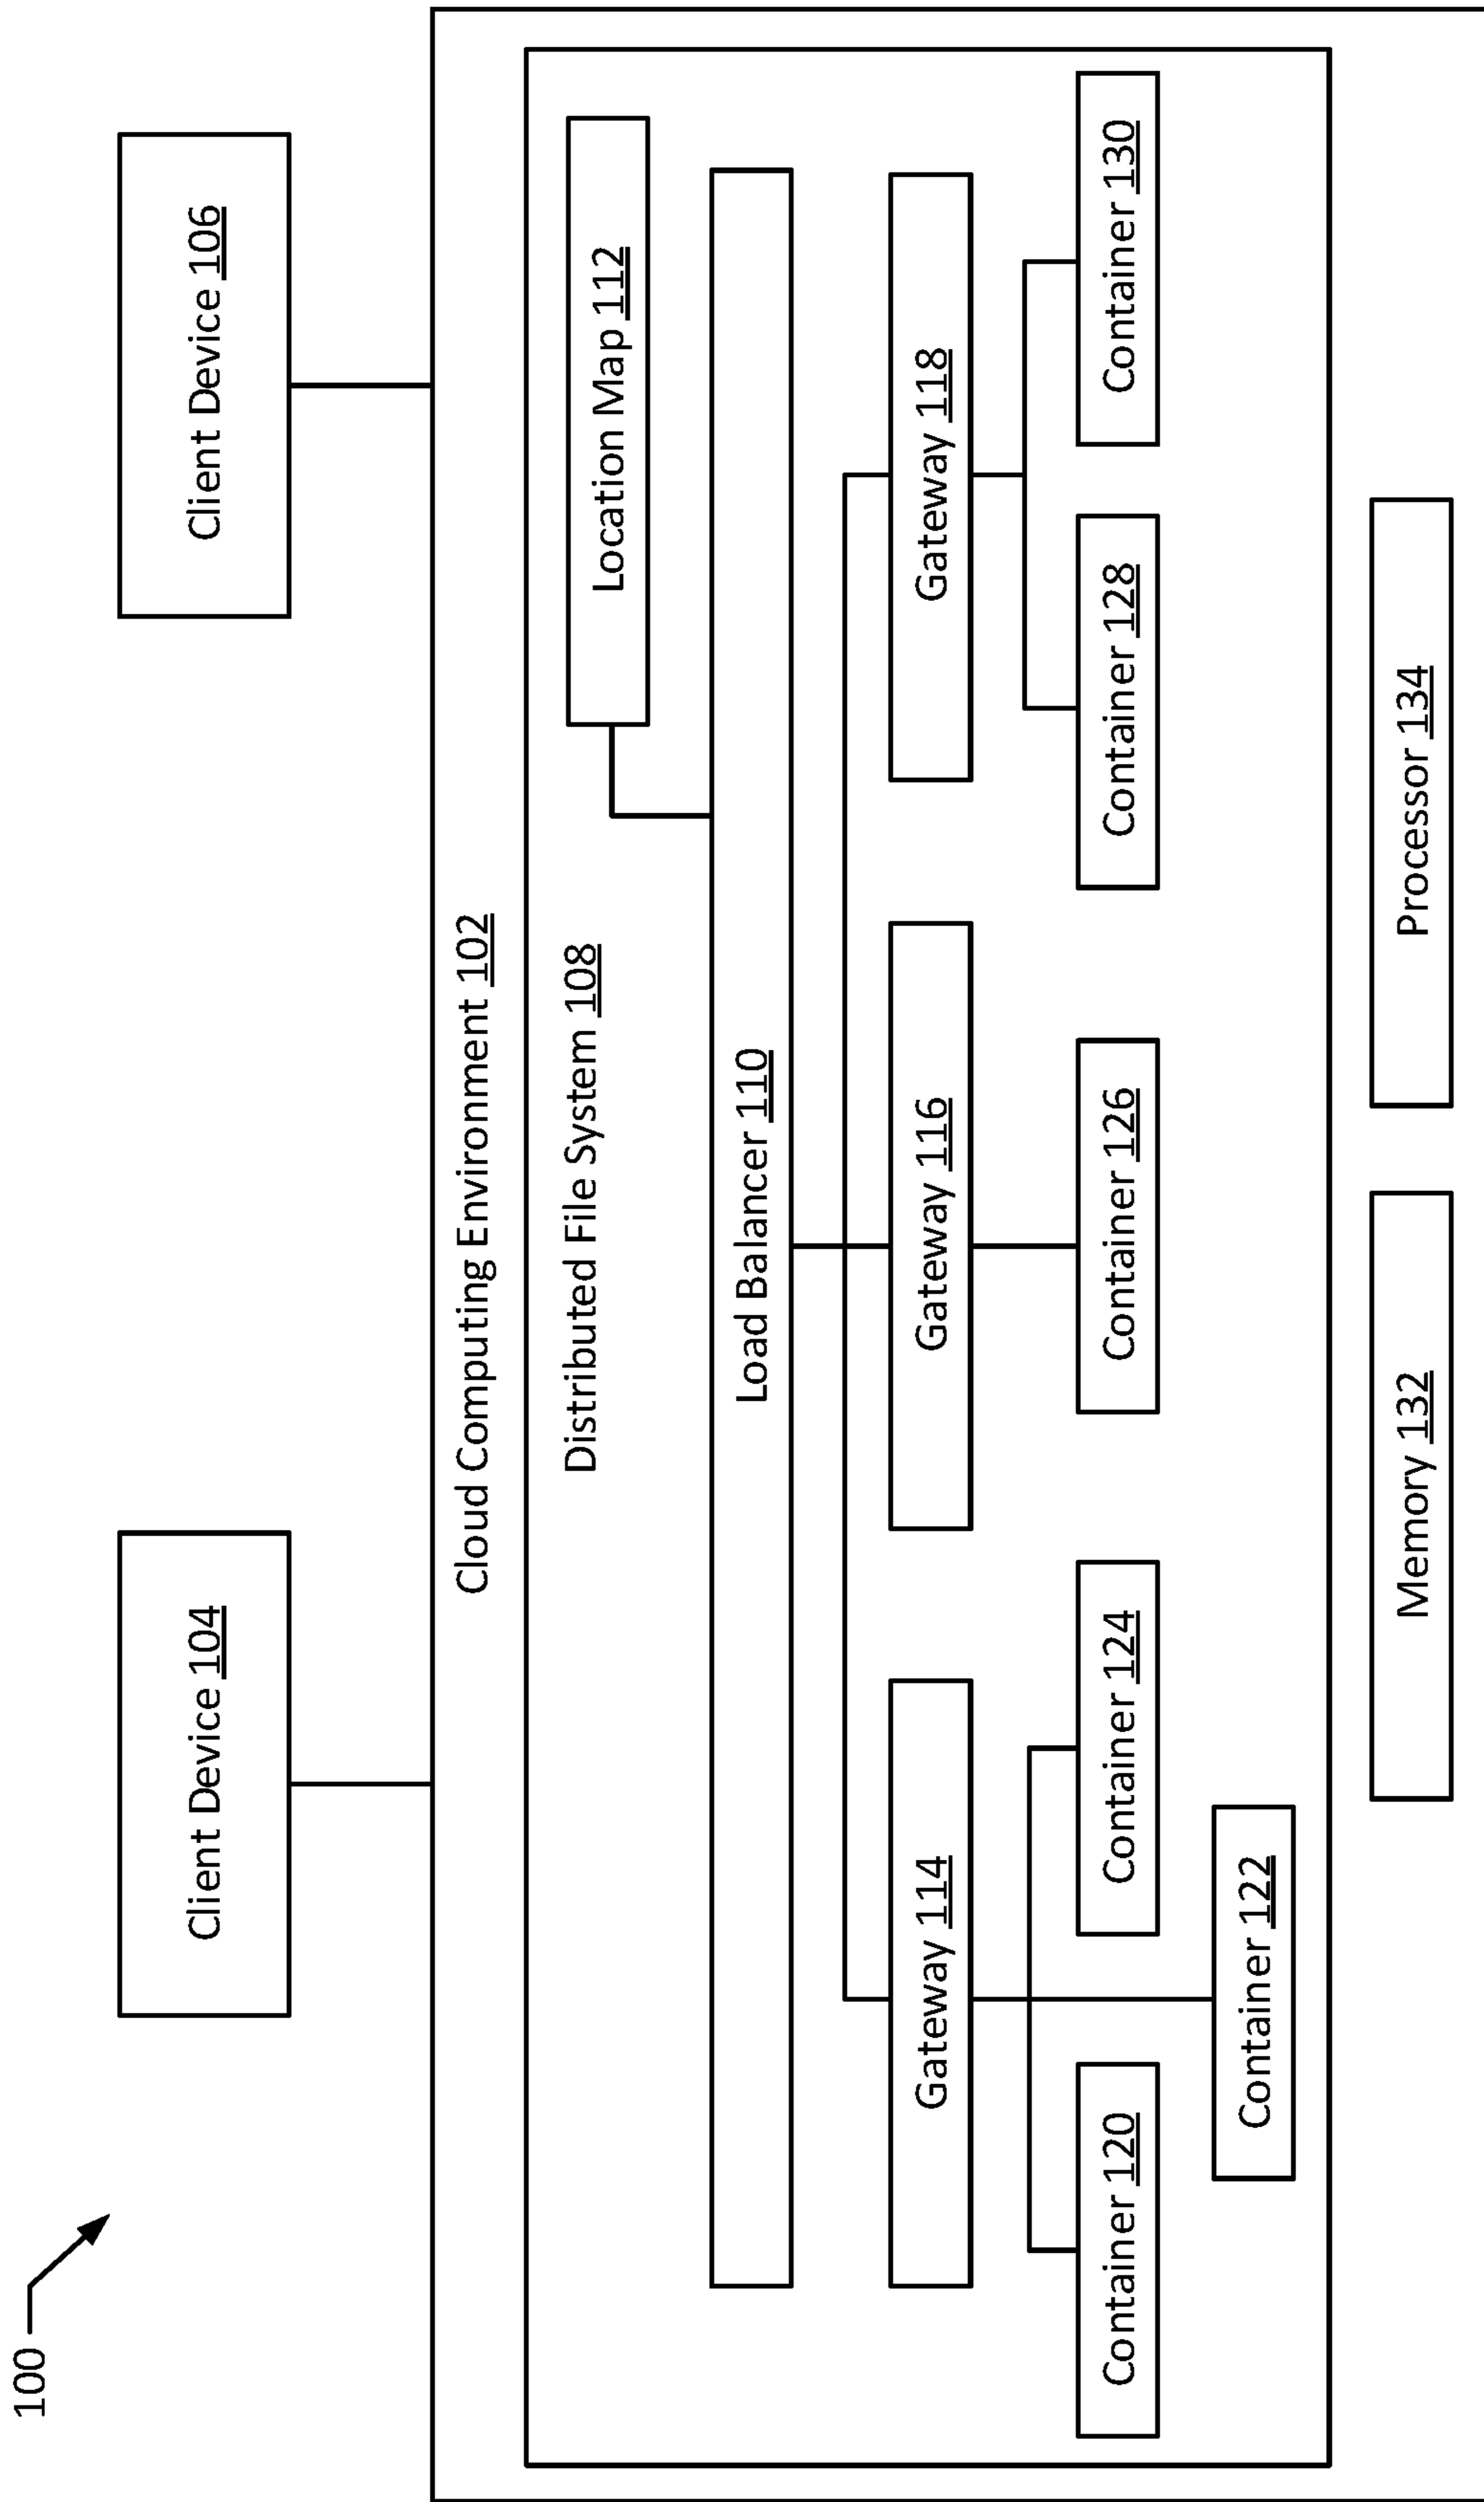 100
Client Device 104
Client Device 106
Cloud Computing Environment 102
Distributed File System 108
Location Map 112
Load Balancer 110
Gateway 114
Gateway 116
Gateway 118
Container 120
Container 124
Container 126
Container 128
Container 130
Container 122
Memory 132
Processor 134